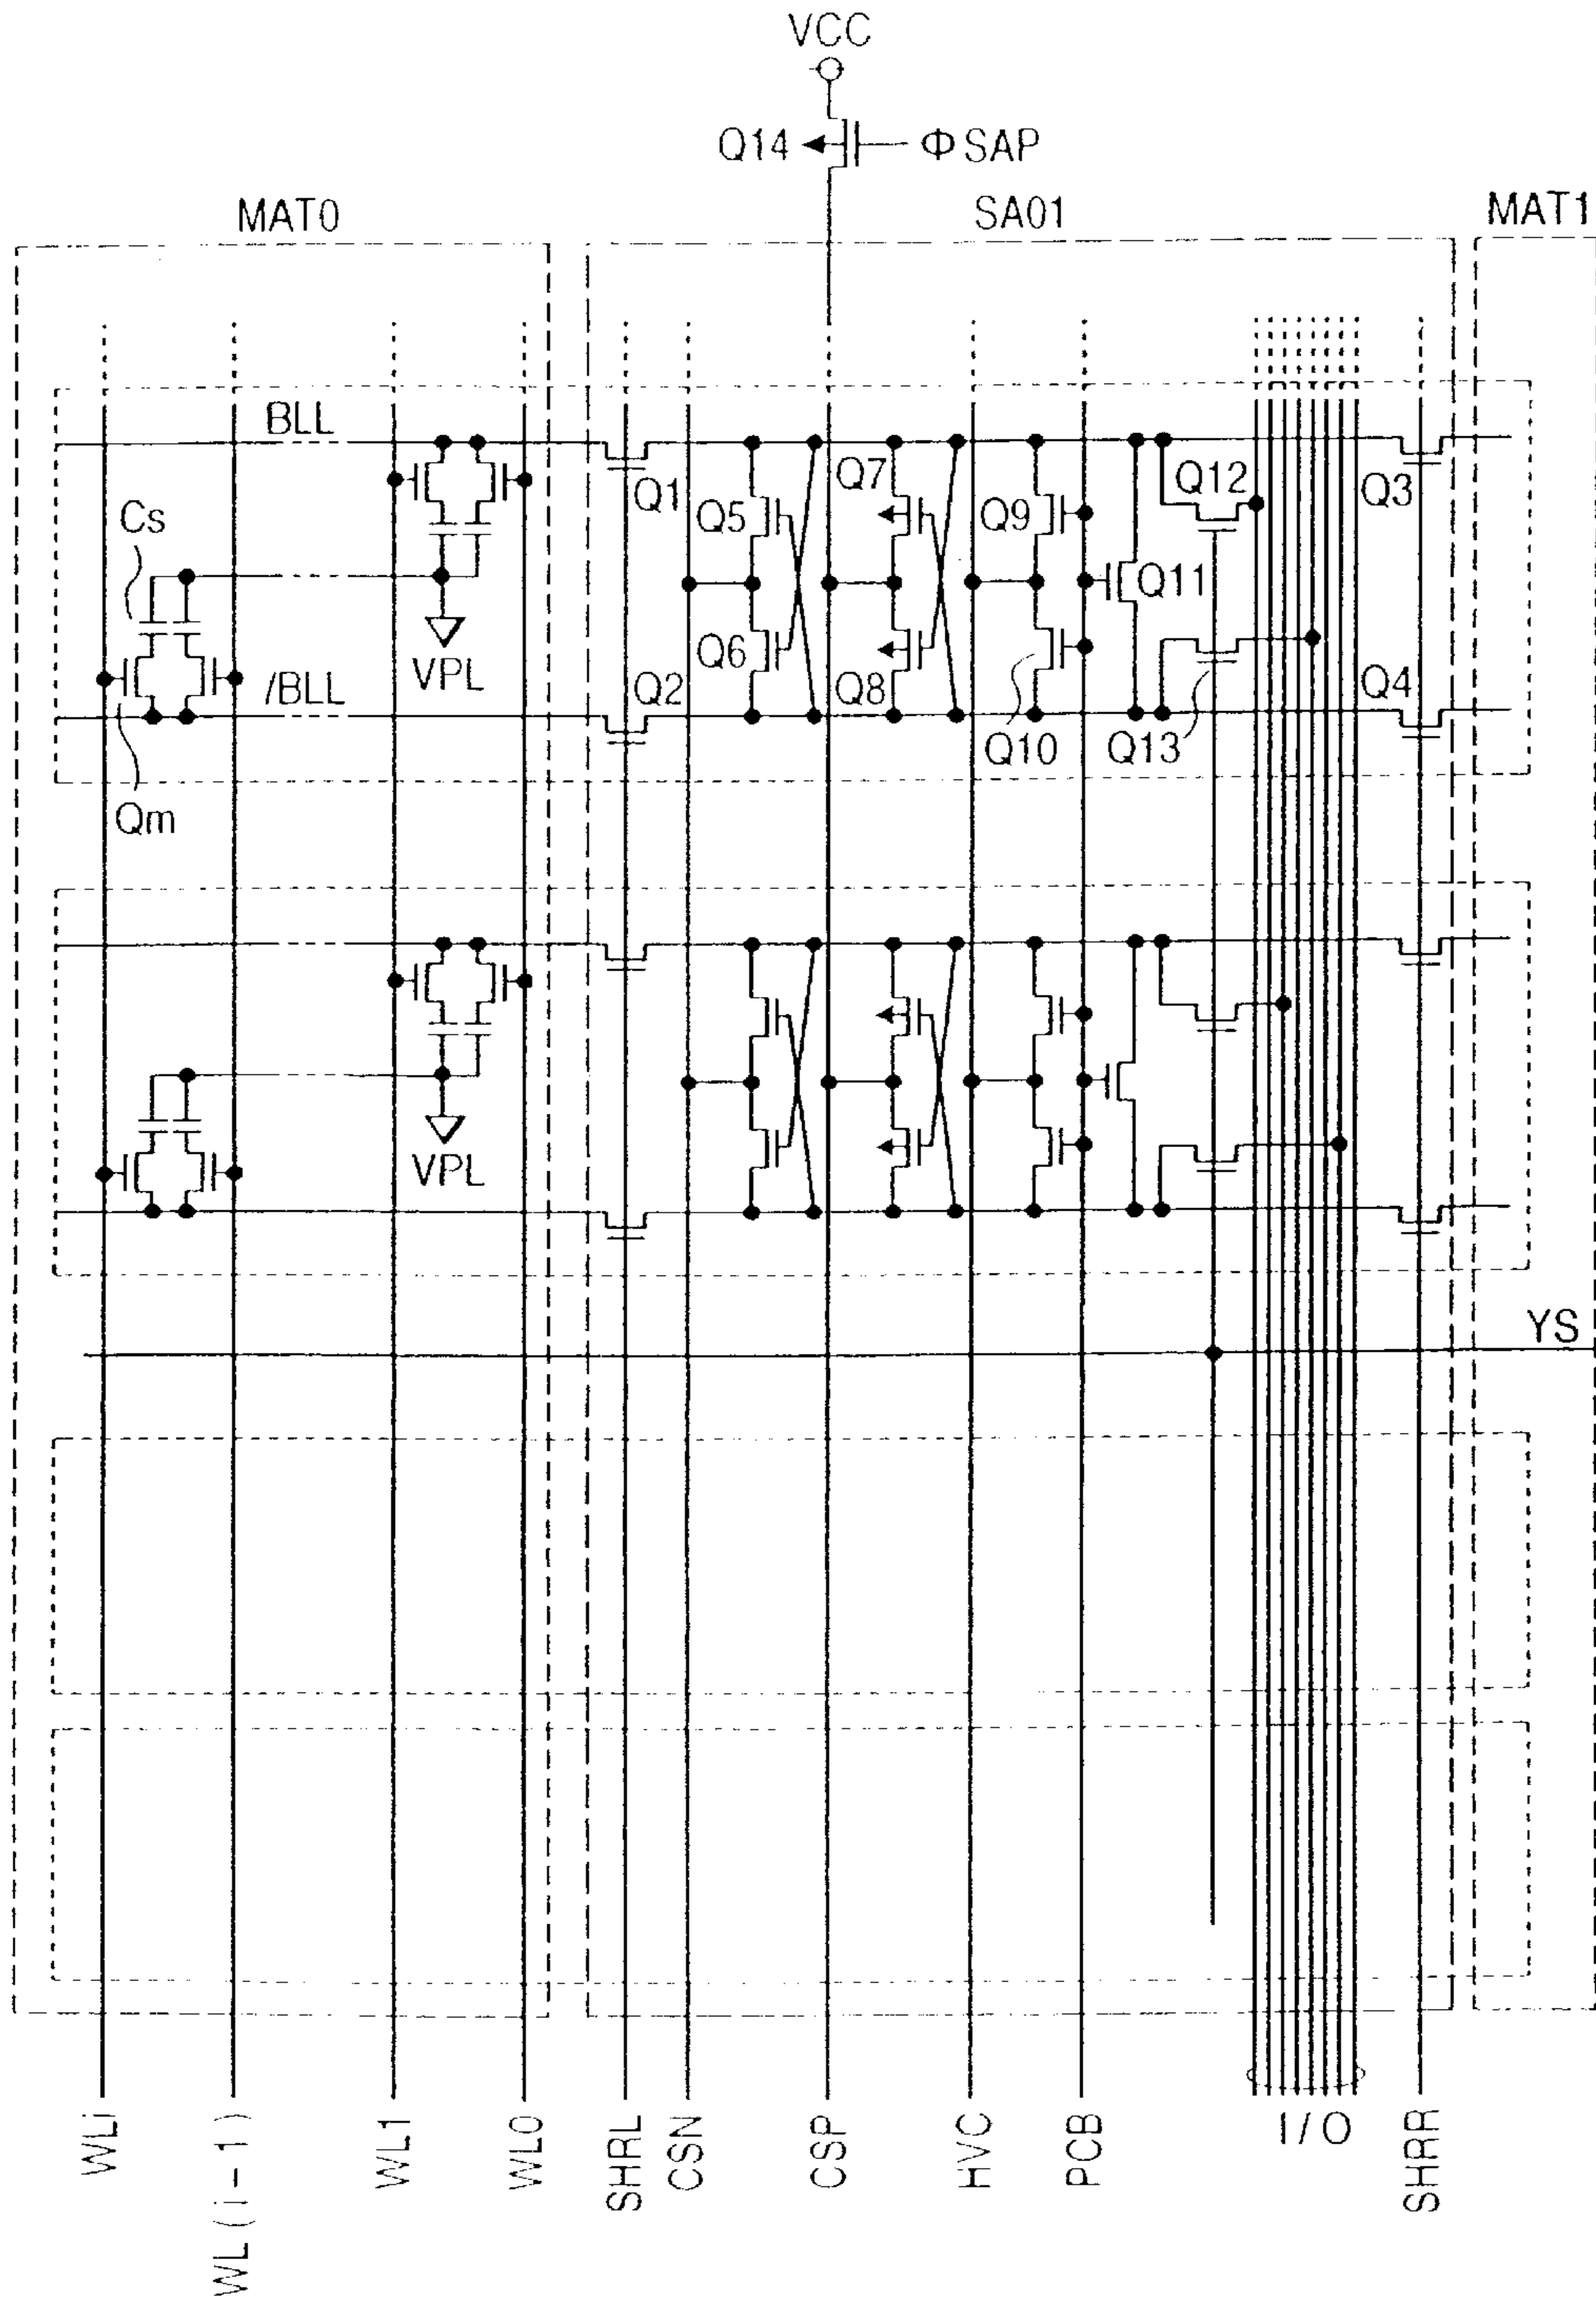 VCC
Q14
ΦSAP
MAT0
SA01
MAT1
BLL
Q1
Q5
Q7
Q9
Q12
Q3
Cs
Q11
VPL
Q6
/BLL
Q2
Q8
Q10
Q13
Q4
Qm
VPL
YS
WLi
WL(i-1)
WL1
WL0
SHRL
CSN
CSP
HVC
PCB
I/O
SHRR